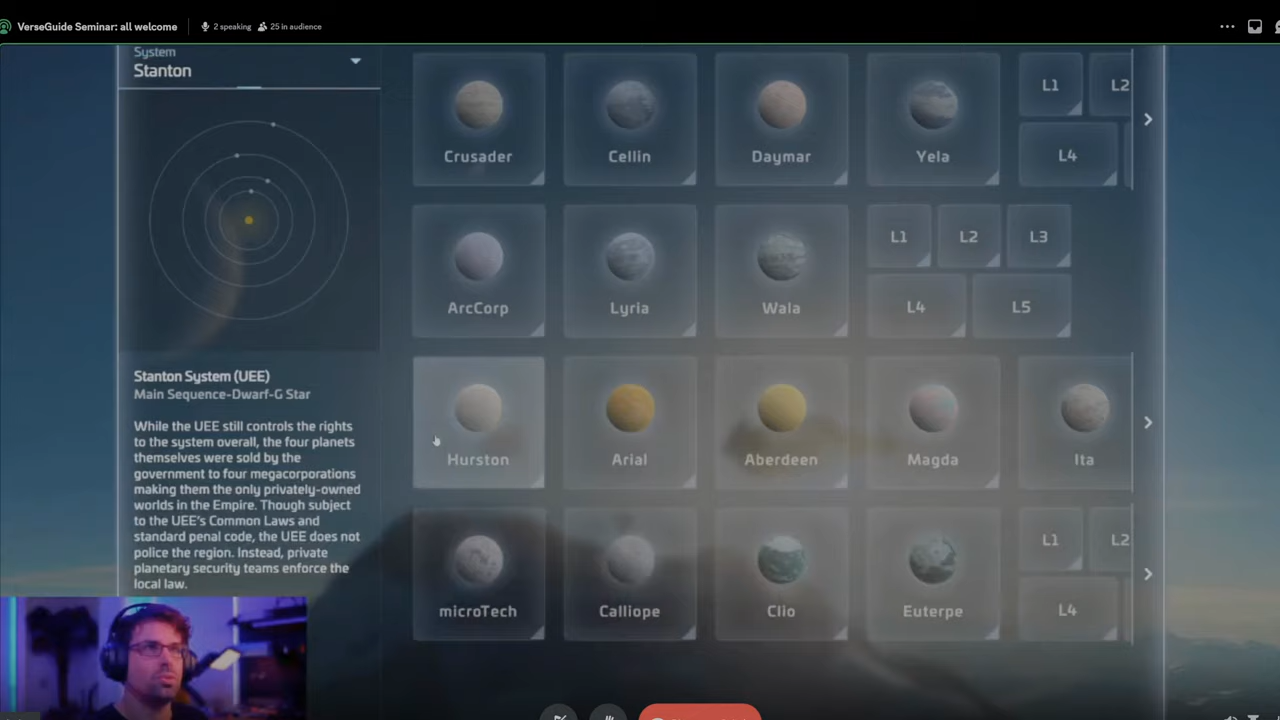 VerseGuide Seminar: all welcome
2 speaking
25 in audience
System
Stanton
Crusader
Cellin
Daymar
Yela
L1
L2
L4
ArcCorp
Lyria
Wala
L1
L2
L3
L4
L5
Stanton System (UEE)
Main Sequence-Dwarf-G Star
While the UEE still controls the rights
to the system overall, the four planets
themselves were sold by the
government to four megacorporations
making them the only privately-owned
worlds in the Empire. Though subject
to the UEE's Common Laws and
standard penal code, the UEE does not
police the region. Instead, private
planetary security teams enforce the
local law.
Hurston
Arial
Aberdeen
Magda
Ita
microTech
Calliope
Clio
Euterpe
L1
L2
L4